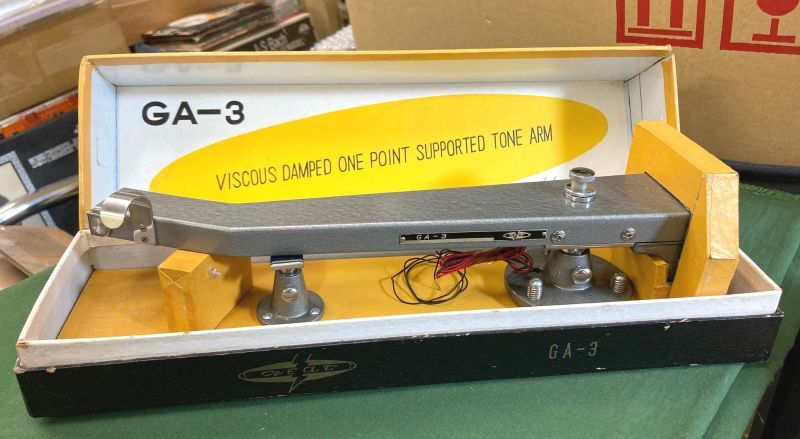 GA-3
VISCOUS DAMPED ONE POINT SUPPORTED TONE ARM
GA-3
GA-3